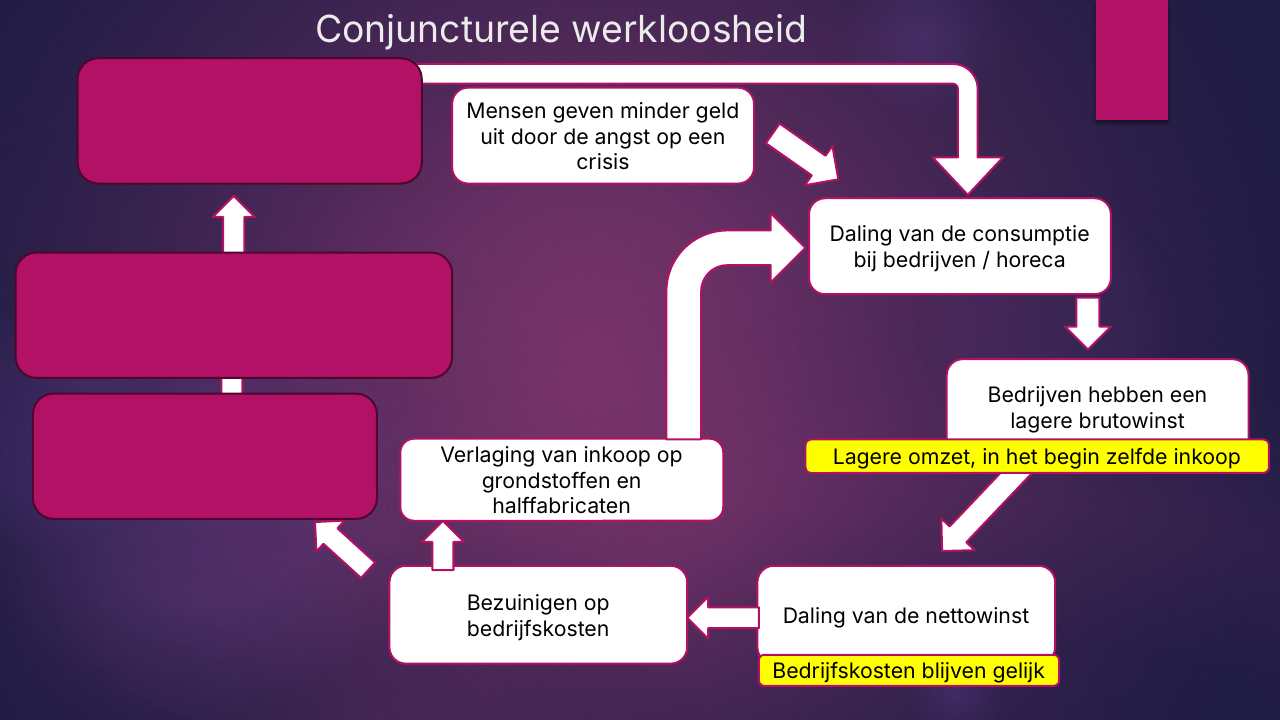 Conjuncturele werkloosheid
Mensen geven minder geld
uit door de angst op een
crisis
Daling van de consumptie
bij bedrijven / horeca
Bedrijven hebben een
lagere brutowinst
Lagere omzet, in het begin zelfde inkoop
Verlaging van inkoop op
grondstoffen en
halffabricaten
Bezuinigen op
bedrijfskosten
Daling van de nettowinst
Bedrijfskosten blijven gelijk